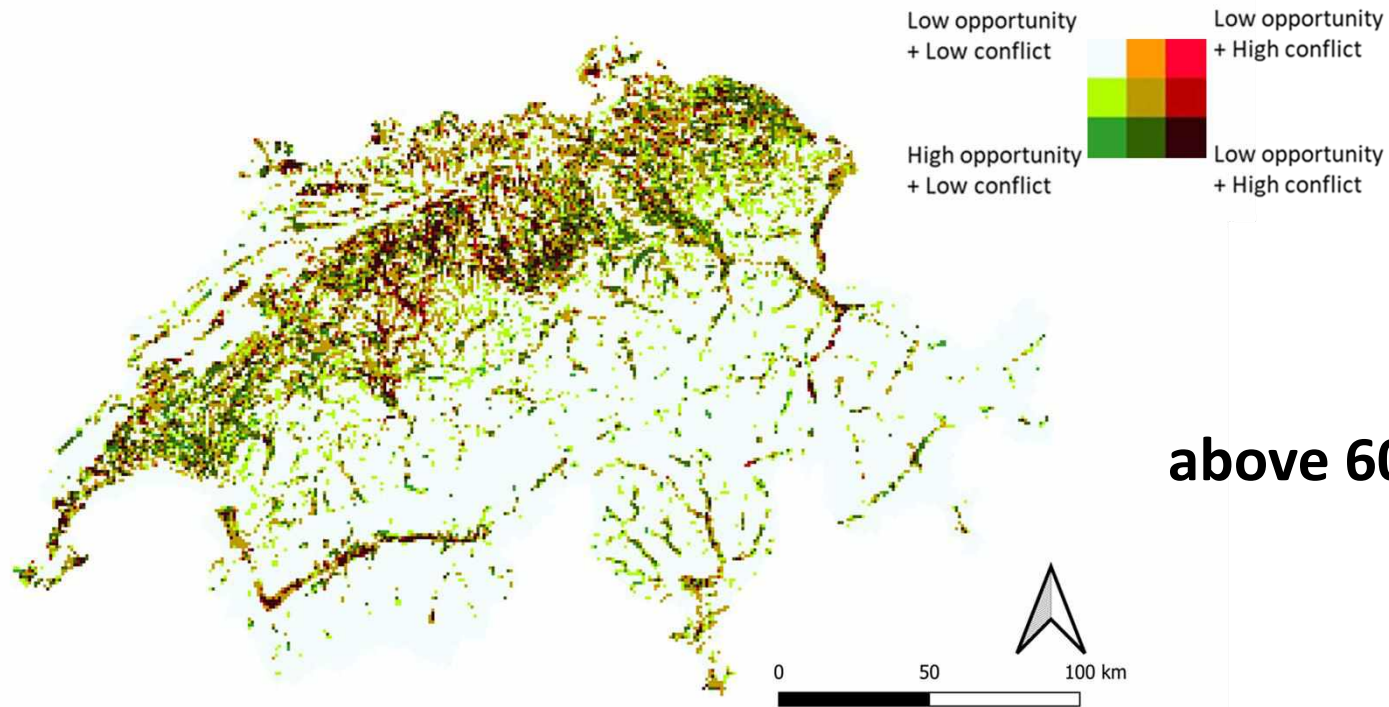 Low opportunity
+ Low conflict
Low opportunity
+ High conflict
High opportunity
+ Low conflict
Low opportunity
+ High conflict
above 60
0 50 100 km